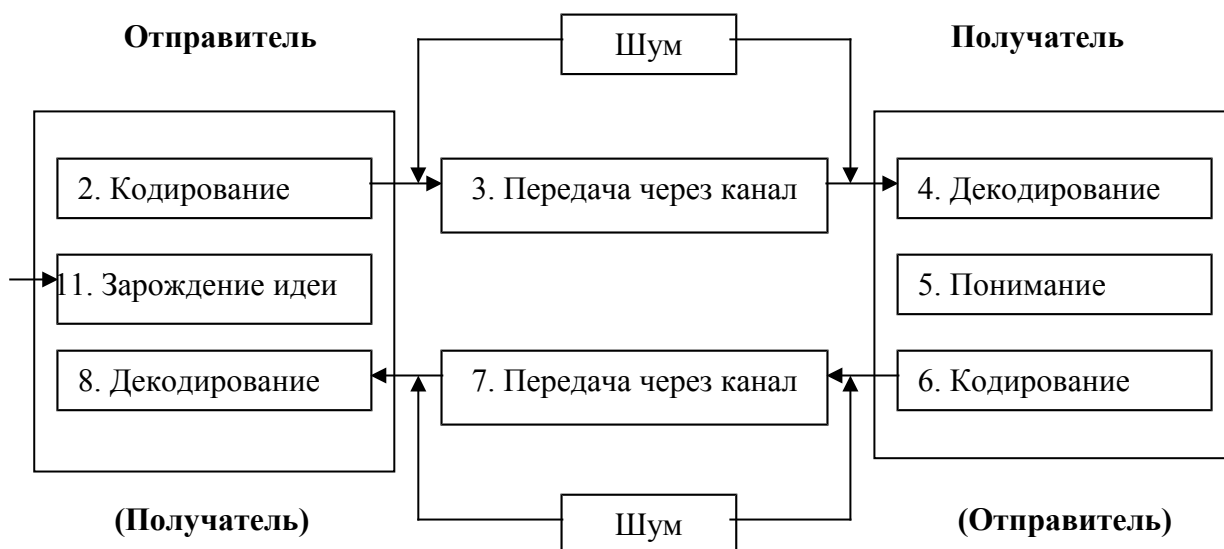 Отправитель
Шум
Получатель
2. Кодирование
3. Передача через канал
4. Декодирование
11. Зарождение идеи
5. Понимание
8. Декодирование
7. Передача через канал
6. Кодирование
(Получатель)
Шум
(Отправитель)